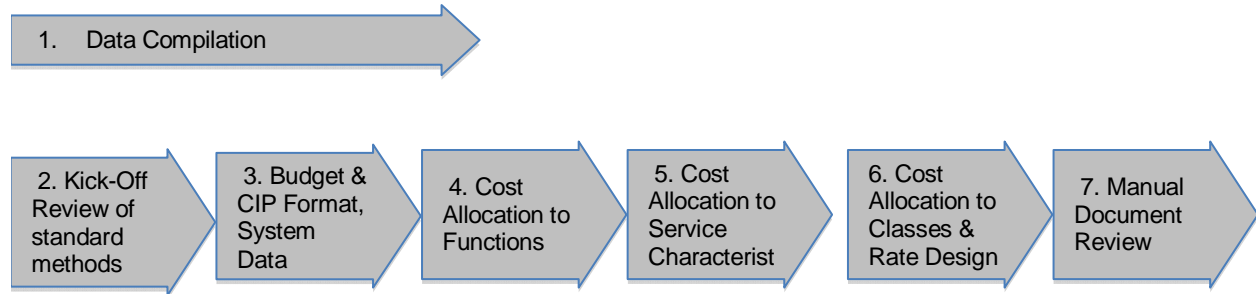 1. Data Compilation
2. Kick-Off
Review of
standard
methods
3. Budget &
CIP Format,
System
Data
4. Cost
Allocation to
Functions
5. Cost
Allocation to
Service
Characterist
6. Cost
Allocation to
Classes &
Rate Design
7. Manual
Document
Review